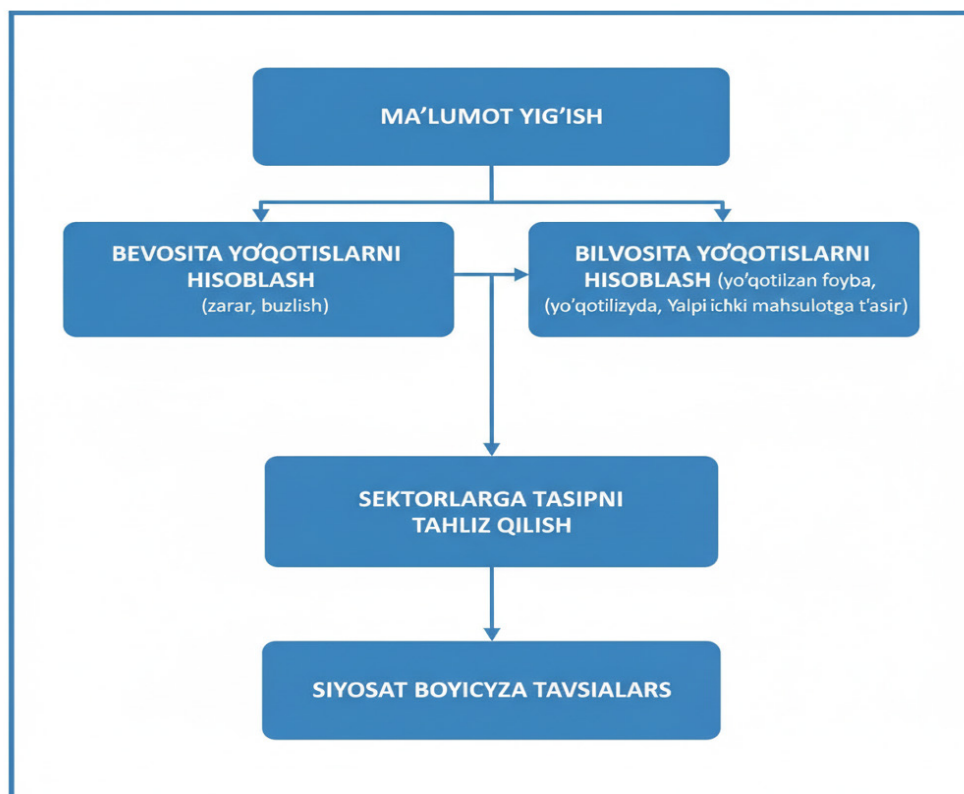 MA'LUMOT YIG'ISH
BEVOSITA YO'QOTISLARNI
HISOBLASH
(zarar, buzlish)
BILVOSITA YO'QOTISLARNI
HISOBLASH (yo'qotilzan foyba,
(yo'qotilizyda, Yalpi ichki mahsulotga t'asir)
SEKTORLARGA TASIPNI
TAHLIZ QILISH
SIYOSAT BOYICYZA TAVSIALARS